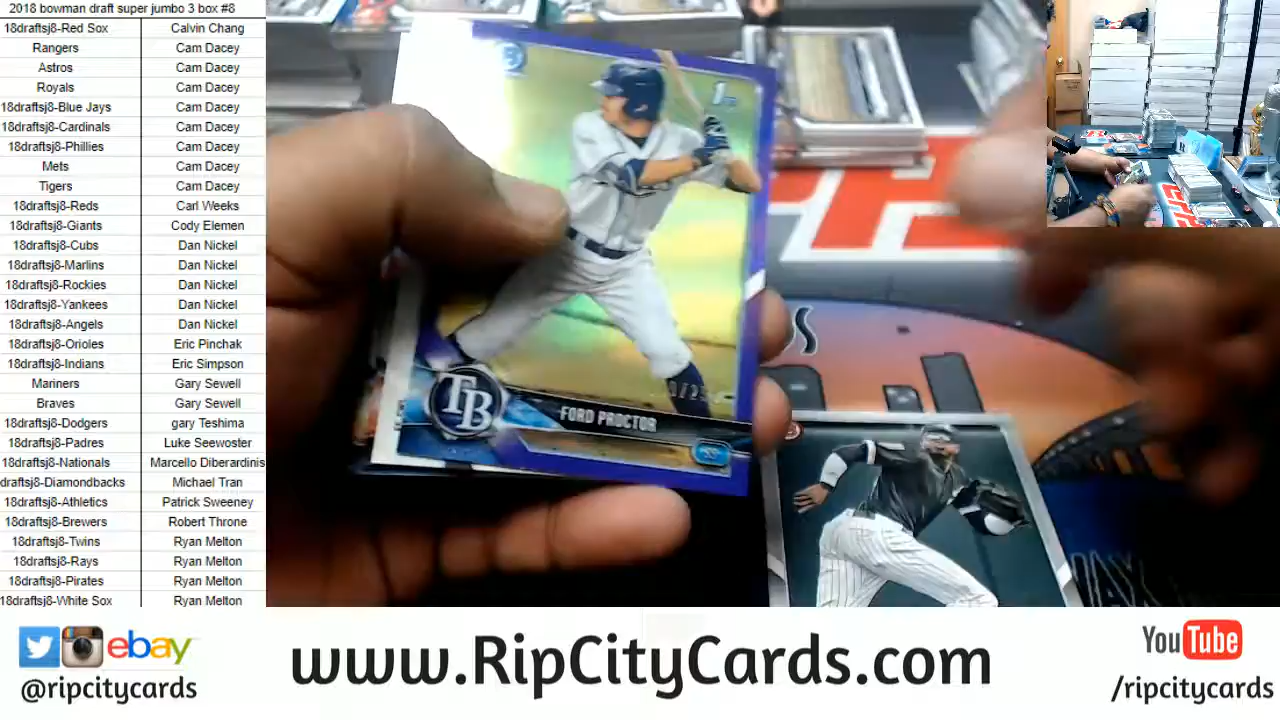 2018 bowman draft super jumbo 3 box #8
18draftsj8-Red Sox Calvin Chang
Rangers Cam Dacey
Astros Cam Dacey
Royals Cam Dacey
18draftsj8-Blue Jays Cam Dacey
18draftsj8-Cardinals Cam Dacey
18draftsj8-Phillies Cam Dacey
Mets Cam Dacey
Tigers Cam Dacey
18draftsj8-Reds Carl Weeks
18draftsj8-Giants Cody Elemen
18draftsj8-Cubs Dan Nickel
18draftsj8-Marlins Dan Nickel
18draftsj8-Rockies Dan Nickel
18draftsj8-Yankees Dan Nickel
18draftsj8-Angels Dan Nickel
18draftsj8-Orioles Eric Pinchak
18draftsj8-Indians Eric Simpson
Mariners Gary Sewell
Braves Gary Sewell
18draftsj8-Dodgers gary Teshima
18draftsj8-Padres Luke Seewoster
18draftsj8-Nationals Marcello Diberardinis
draftsj8-Diamondbacks Michael Tran
18draftsj8-Athletics Patrick Sweeney
18draftsj8-Brewers Robert Throne
18draftsj8-Twins Ryan Melton
18draftsj8-Rays Ryan Melton
18draftsj8-Pirates Ryan Melton
18draftsj8-White Sox Ryan Melton
1st
TB
FORD PROCTOR
ebay
@ripcitycards
www.RipCityCards.com
YouTube
/ripcitycards